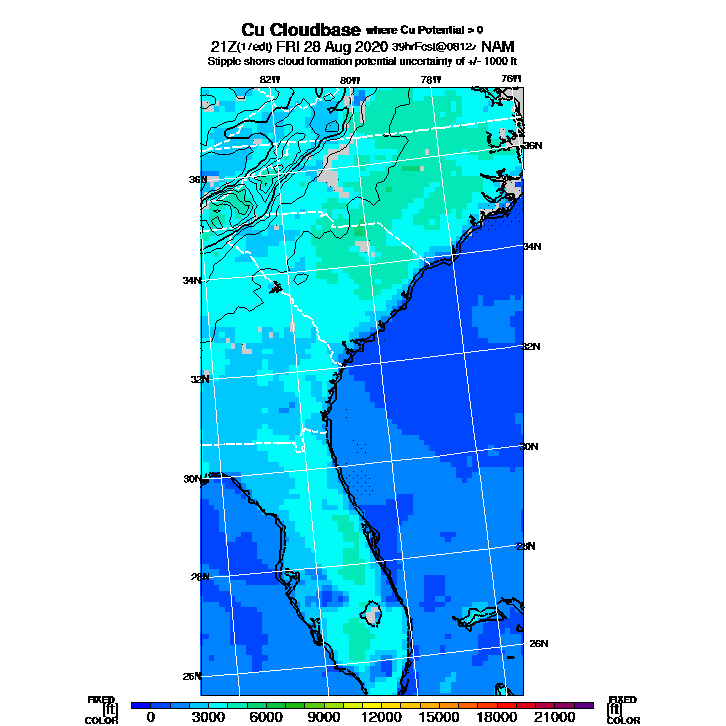 Cu Cloudbase where Cu Potential > 0
21Z(17edt) FRI 28 Aug 2020 39hrFcst@0812z NAM
Stipple shows cloud formation potential uncertainty of +/- 1000 ft
82W 80W 78W 76W
36N
36N
34N
34N
32N
32N
30N
30N
28N
28N
26N
26N
FIXED FIXED
[ft] [ft]
COLOR COLOR
0 3000 6000 9000 12000 15000 18000 21000